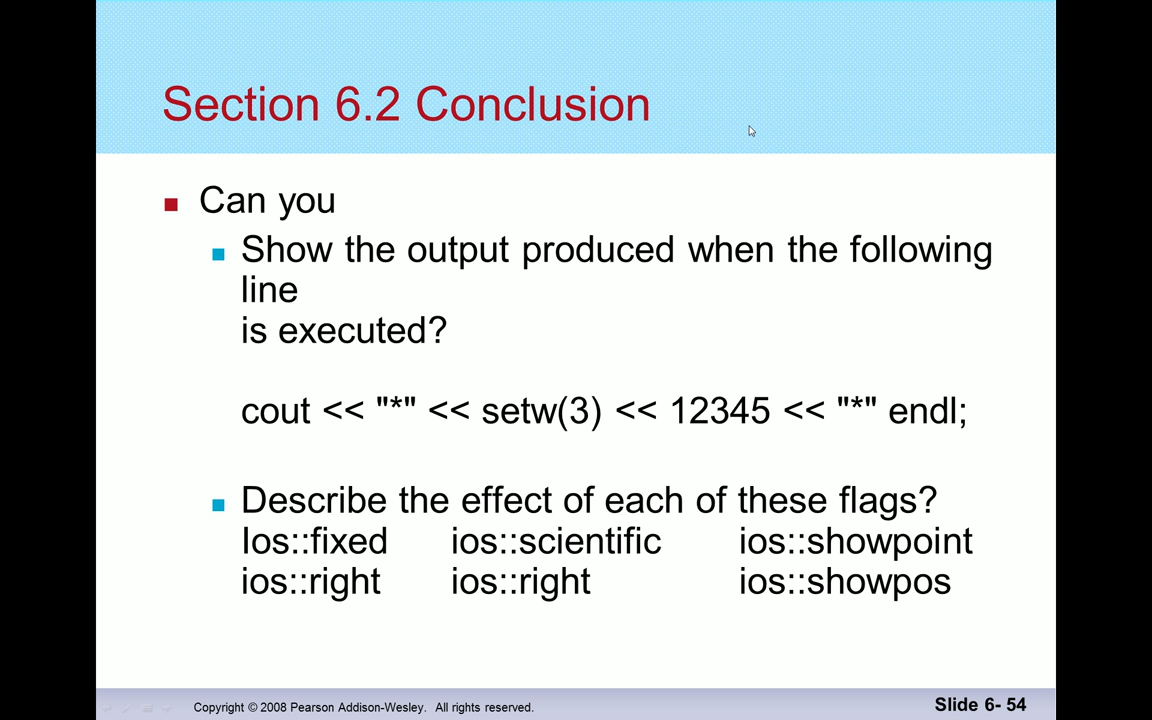 Section 6.2 Conclusion
Can you
Show the output produced when the following
line
is executed?
cout << "*" << setw(3) << 12345 << "*" endl;
Describe the effect of each of these flags?
Ios::fixed ios::scientific ios::showpoint
ios::right ios::right ios::showpos
Copyright © 2008 Pearson Addison-Wesley. All rights reserved.
Slide 6- 54